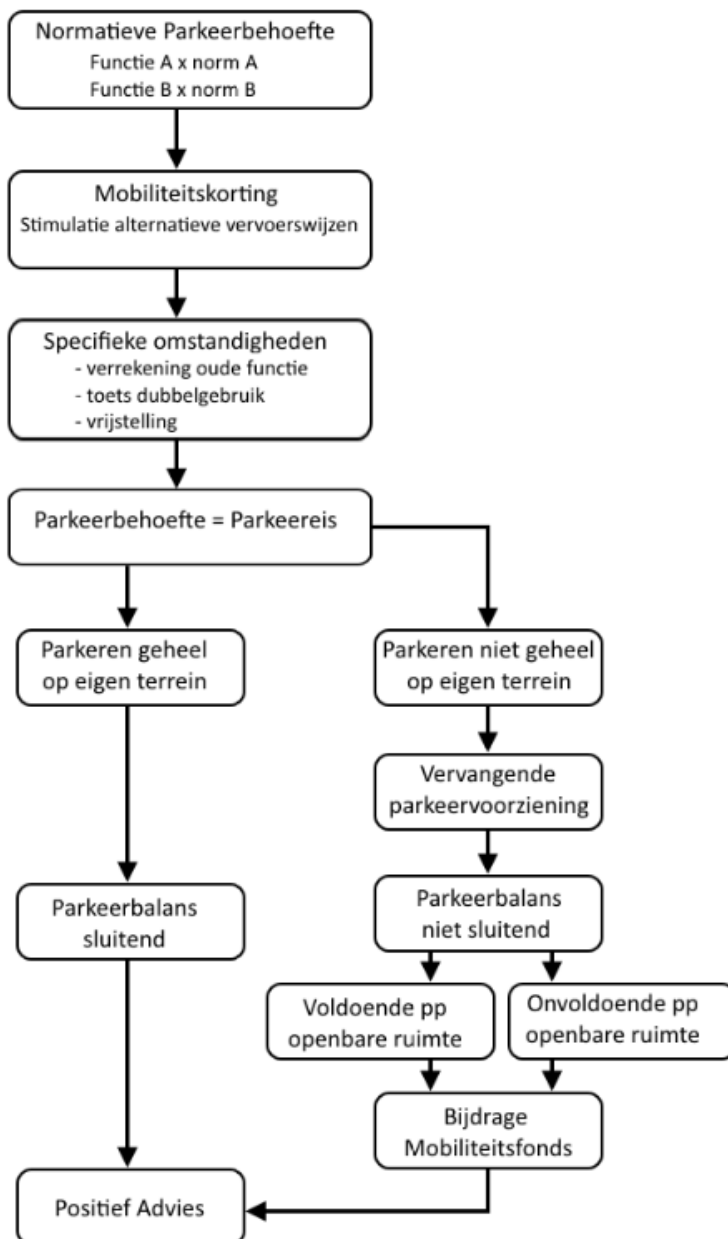 Normatieve Parkeerbehoefte
Functie A x norm A
Functie B x norm B
Mobiliteitskorting
Stimulatie alternatieve vervoerswijzen
Specifieke omstandigheden
- verrekening oude functie
- toets dubbelgebruik
- vrijstelling
Parkeerbehoefte = Parkeereis
Parkeren geheel
op eigen terrein
Parkeren niet geheel
op eigen terrein
Vervangende
parkeervoorziening
Parkeerbalans
sluitend
Parkeerbalans
niet sluitend
Voldoende pp
openbare ruimte
Onvoldoende pp
openbare ruimte
Bijdrage
Mobiliteitsfonds
Positief Advies